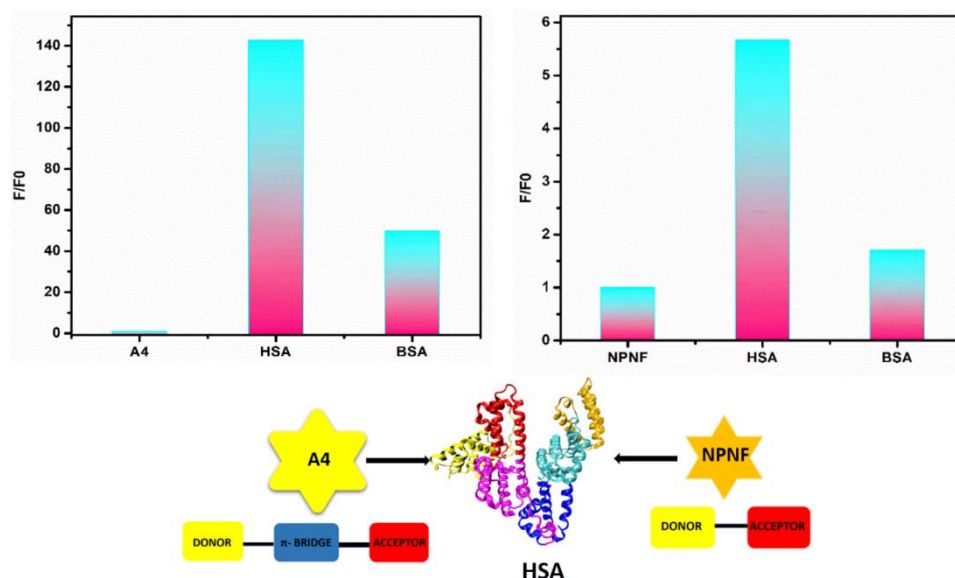 140
120
100
80
60
40
20
0
F/F0
A4
HSA
BSA
6
5
4
3
2
1
0
F/F0
NPNF
HSA
BSA
A4
NPNF
DONOR
π- BRIDGE
ACCEPTOR
DONOR
ACCEPTOR
HSA